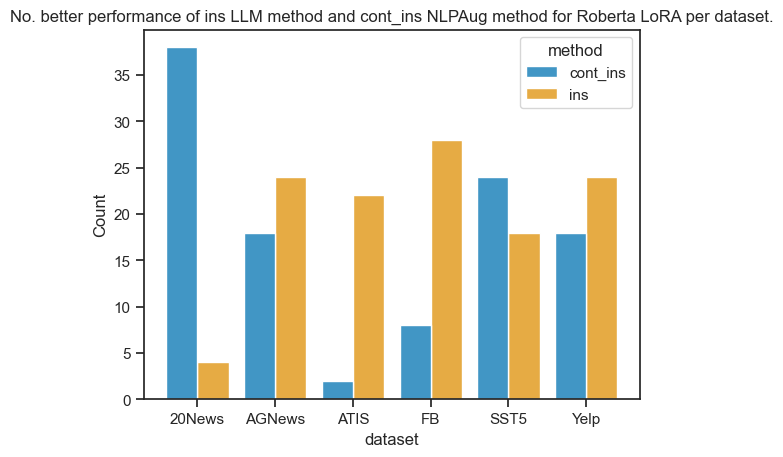 No. better performance of ins LLM method and cont_ins NLPAug method for Roberta LoRA per dataset.
method
cont_ins
ins
Count
35
30
25
20
15
10
5
0
20News AGNews ATIS FB SST5 Yelp
dataset